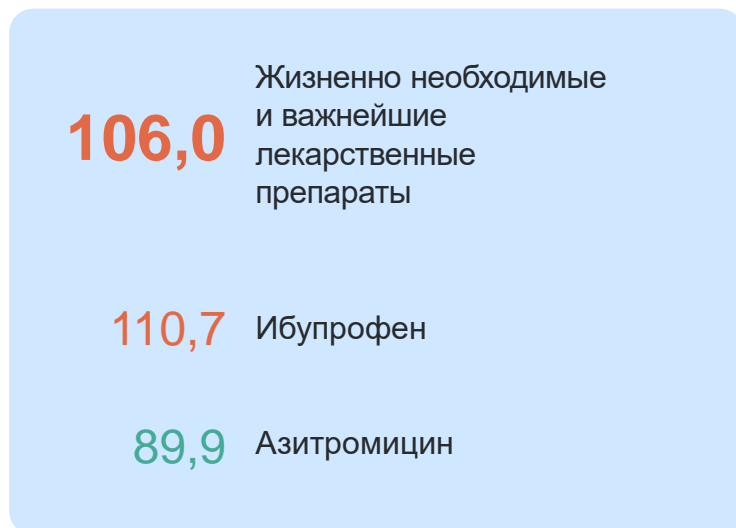 106,0
Жизненно необходимые
и важнейшие
лекарственные
препараты
110,7 Ибупрофен
89,9 Азитромицин